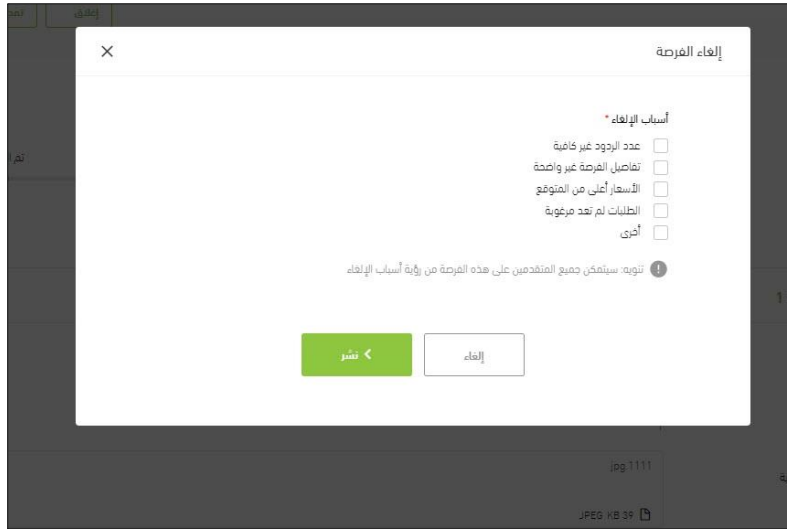 إغلاق
إلغاء الفرصة
أسباب الإلغاء *
عدد الردود غير كافية
تفاصيل الفرصة غير واضحة
الأسعار أعلى من المتوقع
الطلبات لم تعد مرغوبة
أخرى
تنويه: سيتمكن جميع المتقدمين على هذه الفرصة من رؤية أسباب الإلغاء
إلغاء
نشر
1
jpg 1111
JPEG KB 39